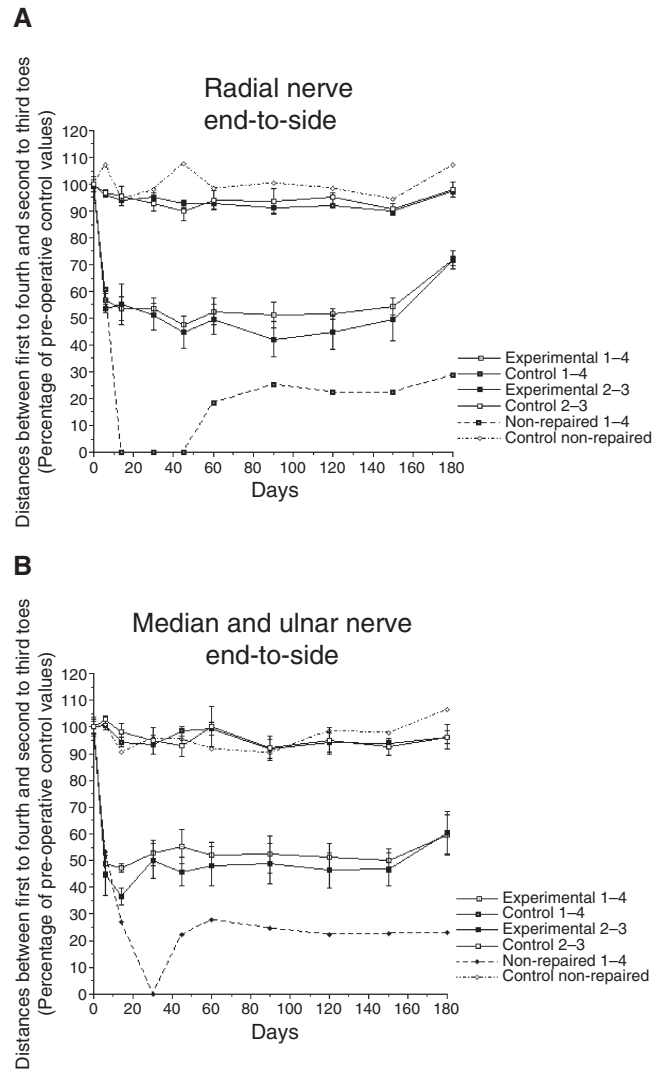 A
Radial nerve
end-to-side
Distances between first to fourth and second to third toes
(Percentage of pre-operative control values)
120
110
100
90
80
70
60
50
40
30
20
10
0
0 20 40 60 80 100 120 140 160 180
Days
Experimental 1–4
Control 1–4
Experimental 2–3
Control 2–3
Non-repaired 1–4
Control non-repaired
B
Median and ulnar nerve
end-to-side
Distances between first to fourth and second to third toes
(Percentage of pre-operative control values)
120
110
100
90
80
70
60
50
40
30
20
10
0
0 20 40 60 80 100 120 140 160 180
Days
Experimental 1–4
Control 1–4
Experimental 2–3
Control 2–3
Non-repaired 1–4
Control non-repaired